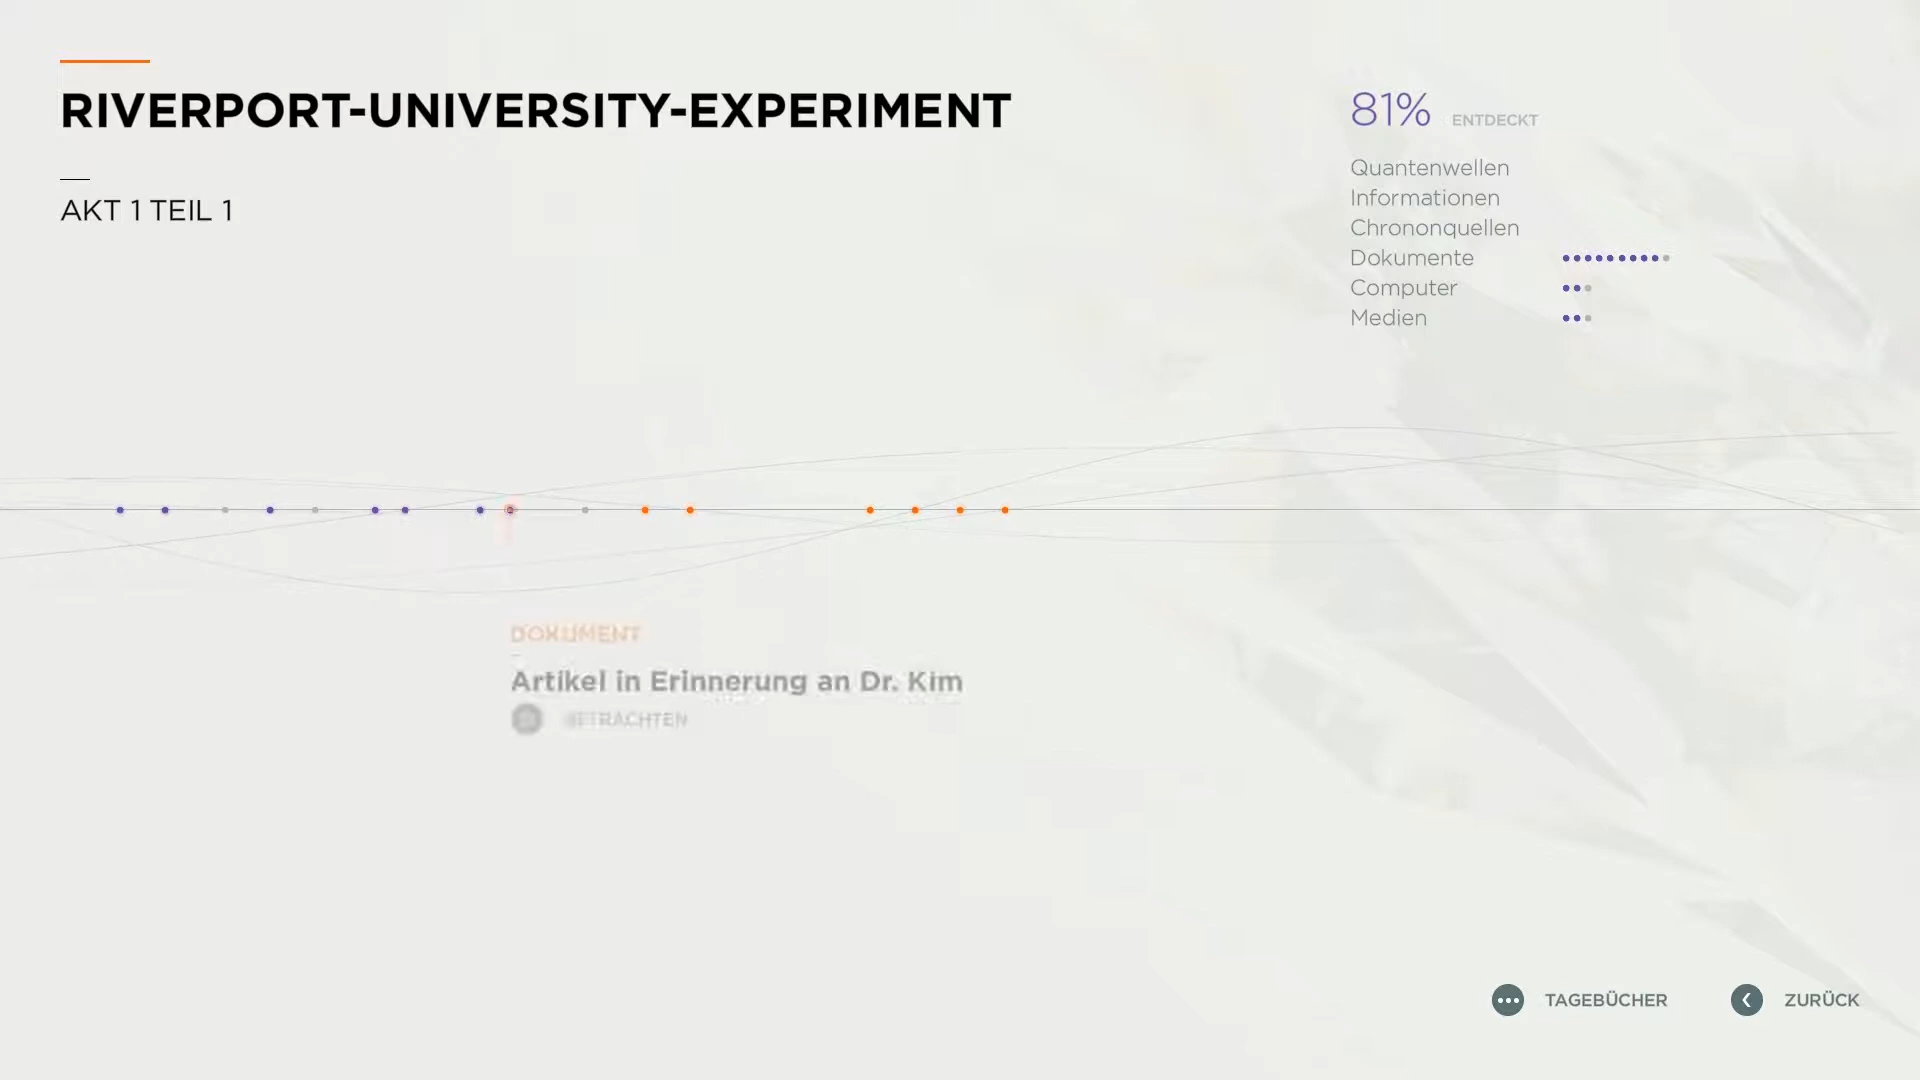 RIVERPORT-UNIVERSITY-EXPERIMENT
AKT 1 TEIL 1
81% ENTDECKT
Quantenwellen
Informationen
Chrononquellen
Dokumente
Computer
Medien
DOKUMENT
Artikel in Erinnerung an Dr. Kim
BETRACHTEN
TAGEBÜCHER
ZURÜCK